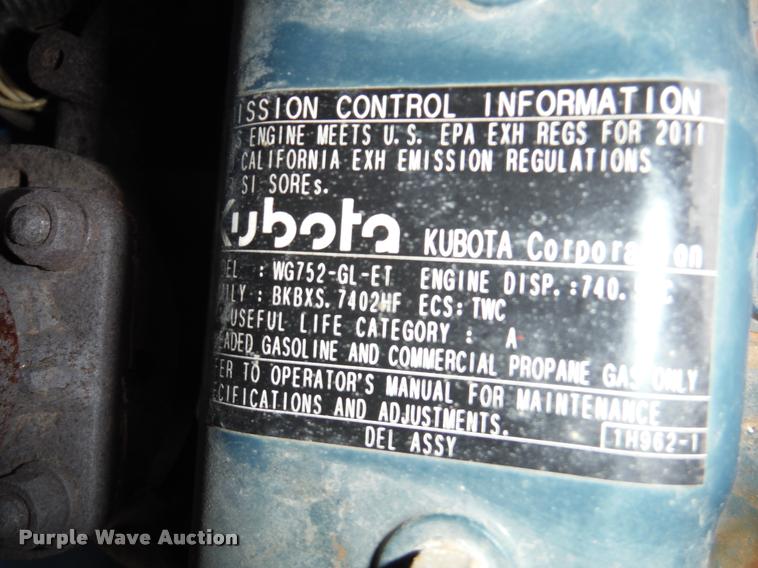 ISSION CONTROL INFORMATION
S ENGINE MEETS U.S. EPA EXH REGS FOR 2011
CALIFORNIA EXH EMISSION REGULATIONS
SI SOREs.
Kubota KUBOTA Corporation
EL : WG752-GL-ET ENGINE DISP.:740.
ILY : BKBXS.7402HF ECS: TWC
USEFUL LIFE CATEGORY : A
EADED GASOLINE AND COMMERCIAL PROPANE GAS ONLY
FER TO OPERATOR'S MANUAL FOR MAINTENANCE
ECIFICATIONS AND ADJUSTMENTS.
DEL ASSY 1H962-1
Purple Wave Auction